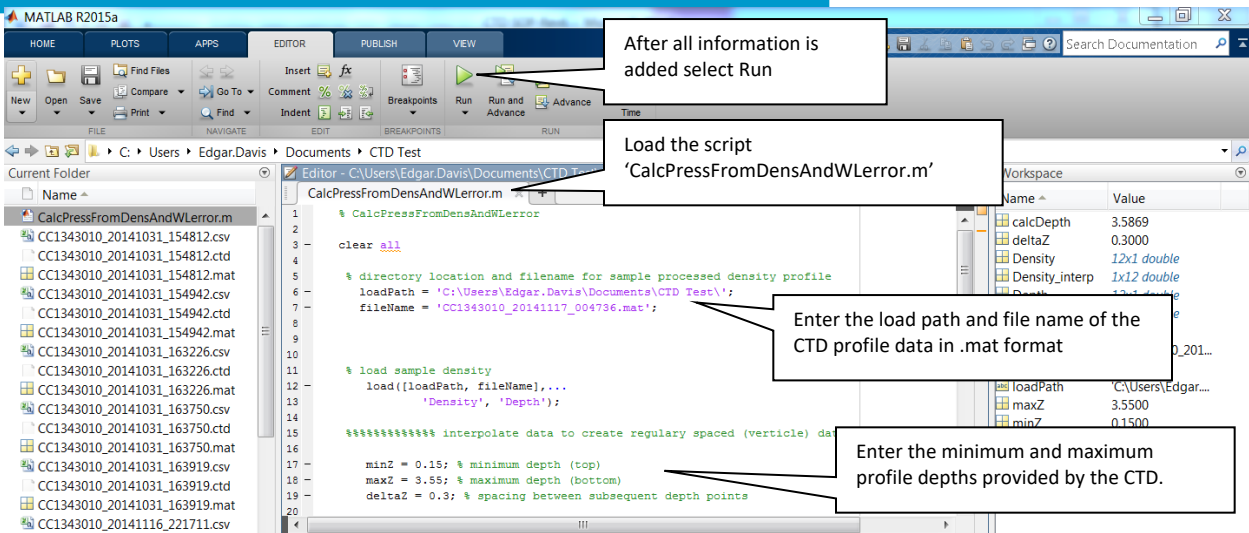 MATLAB R2015a
HOME PLOTS APPS EDITOR PUBLISH VIEW
Search Documentation
After all information is
added select Run
New Open Save Find Files Compare Print
Go To Find
Insert fx
Comment
Indent
Breakpoints
Run Run and Advance Advance
Time
FILE NAVIGATE EDIT BREAKPOINTS RUN
C: Users Edgar.Davis Documents CTD Test
Load the script
‘CalcPressFromDensAndWLerror.m’
Current Folder
Name
CalcPressFromDensAndWLerror.m
CC1343010_20141031_154812.csv
CC1343010_20141031_154812.ctd
CC1343010_20141031_154812.mat
CC1343010_20141031_154942.csv
CC1343010_20141031_154942.ctd
CC1343010_20141031_154942.mat
CC1343010_20141031_163226.csv
CC1343010_20141031_163226.ctd
CC1343010_20141031_163226.mat
CC1343010_20141031_163750.csv
CC1343010_20141031_163750.ctd
CC1343010_20141031_163750.mat
CC1343010_20141031_163919.csv
CC1343010_20141031_163919.ctd
CC1343010_20141031_163919.mat
CC1343010_20141116_221711.csv
Editor - C:\Users\Edgar.Davis\Documents\CTD
CalcPressFromDensAndWLerror.m
1 % CalcPressFromDensAndWLerror
2
3 - clear all
4
5 % directory location and filename for sample processed density profile
6 - loadPath = 'C:\Users\Edgar.Davis\Documents\CTD Test\';
7 - fileName = 'CC1343010_20141117_004736.mat';
8
9
10
11 % load sample density
12 - load([loadPath, fileName],...
13 'Density', 'Depth');
14
15 %%%%%%%%%%%%% interpolate data to create regulary spaced (verticle) dat
16
17 - minZ = 0.15; % minimum depth (top)
18 - maxZ = 3.55; % maximum depth (bottom)
19 - deltaZ = 0.3; % spacing between subsequent depth points
20
Enter the load path and file name of the
CTD profile data in .mat format
Enter the minimum and maximum
profile depths provided by the CTD.
Workspace
Name Value
calcDepth 3.5869
deltaZ 0.3000
Density 12x1 double
Density_interp 1x12 double
Depth 12x1 double
0_201...
loadPath 'C:\Users\Edgar....
maxZ 3.5500
minZ 0.1500